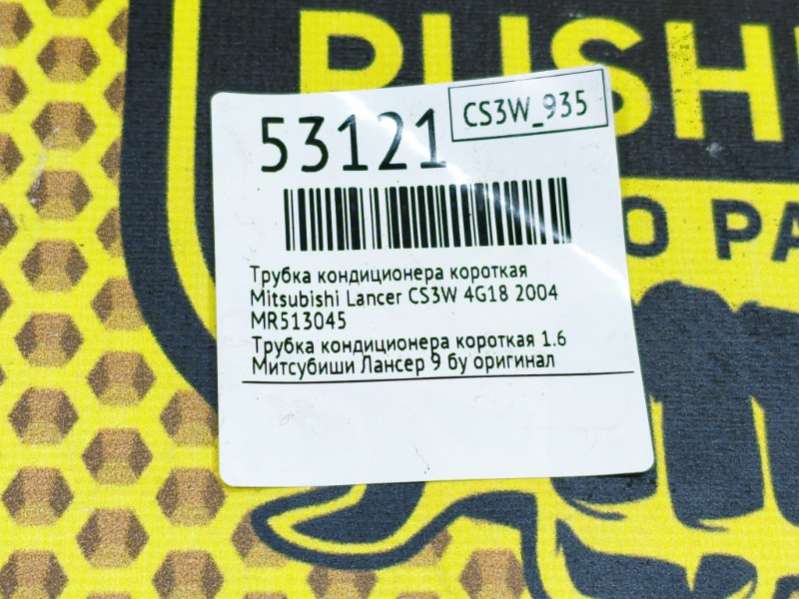 PUSH
O PA
53121
CS3W_935
Трубка кондиционера короткая
Mitsubishi Lancer CS3W 4G18 2004
MR513045
Трубка кондиционера короткая 1.6
Митсубиши Лансер 9 бу оригинал